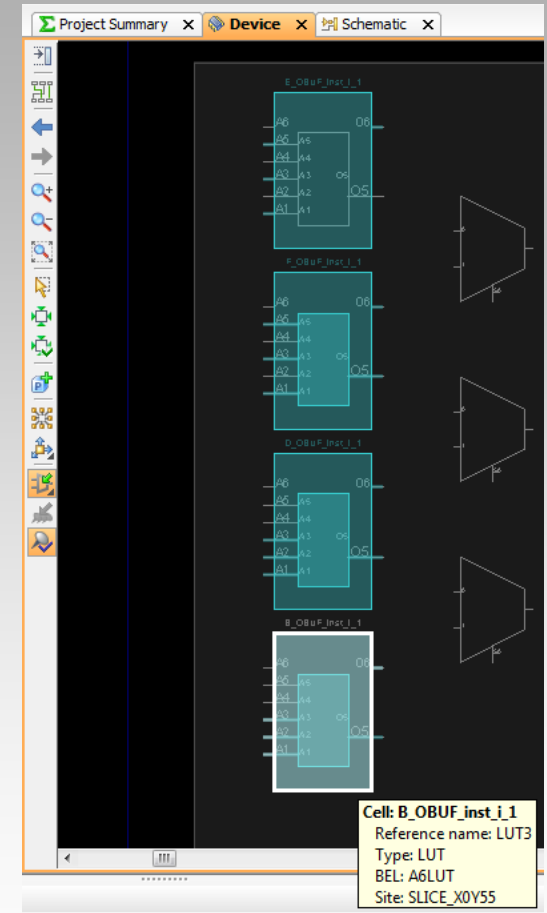 Project Summary
Device
Schematic
E_OBUF_inst_i_1
A6 O6
A5 A5
A4 A4
A3 A3 O5
A2 A2 O5
A1 A1
F_OBUF_inst_i_1
A6 O6
A5 A5
A4 A4
A3 A3 O5
A2 A2 O5
A1 A1
D_OBUF_inst_i_1
A6 O6
A5 A5
A4 A4
A3 A3 O5
A2 A2 O5
A1 A1
B_OBUF_inst_i_1
A6 O6
A5 A5
A4 A4
A3 A3 O5
A2 A2 O5
A1 A1
Cell: B_OBUF_inst_i_1
Reference name: LUT3
Type: LUT
BEL: A6LUT
Site: SLICE_X0Y55